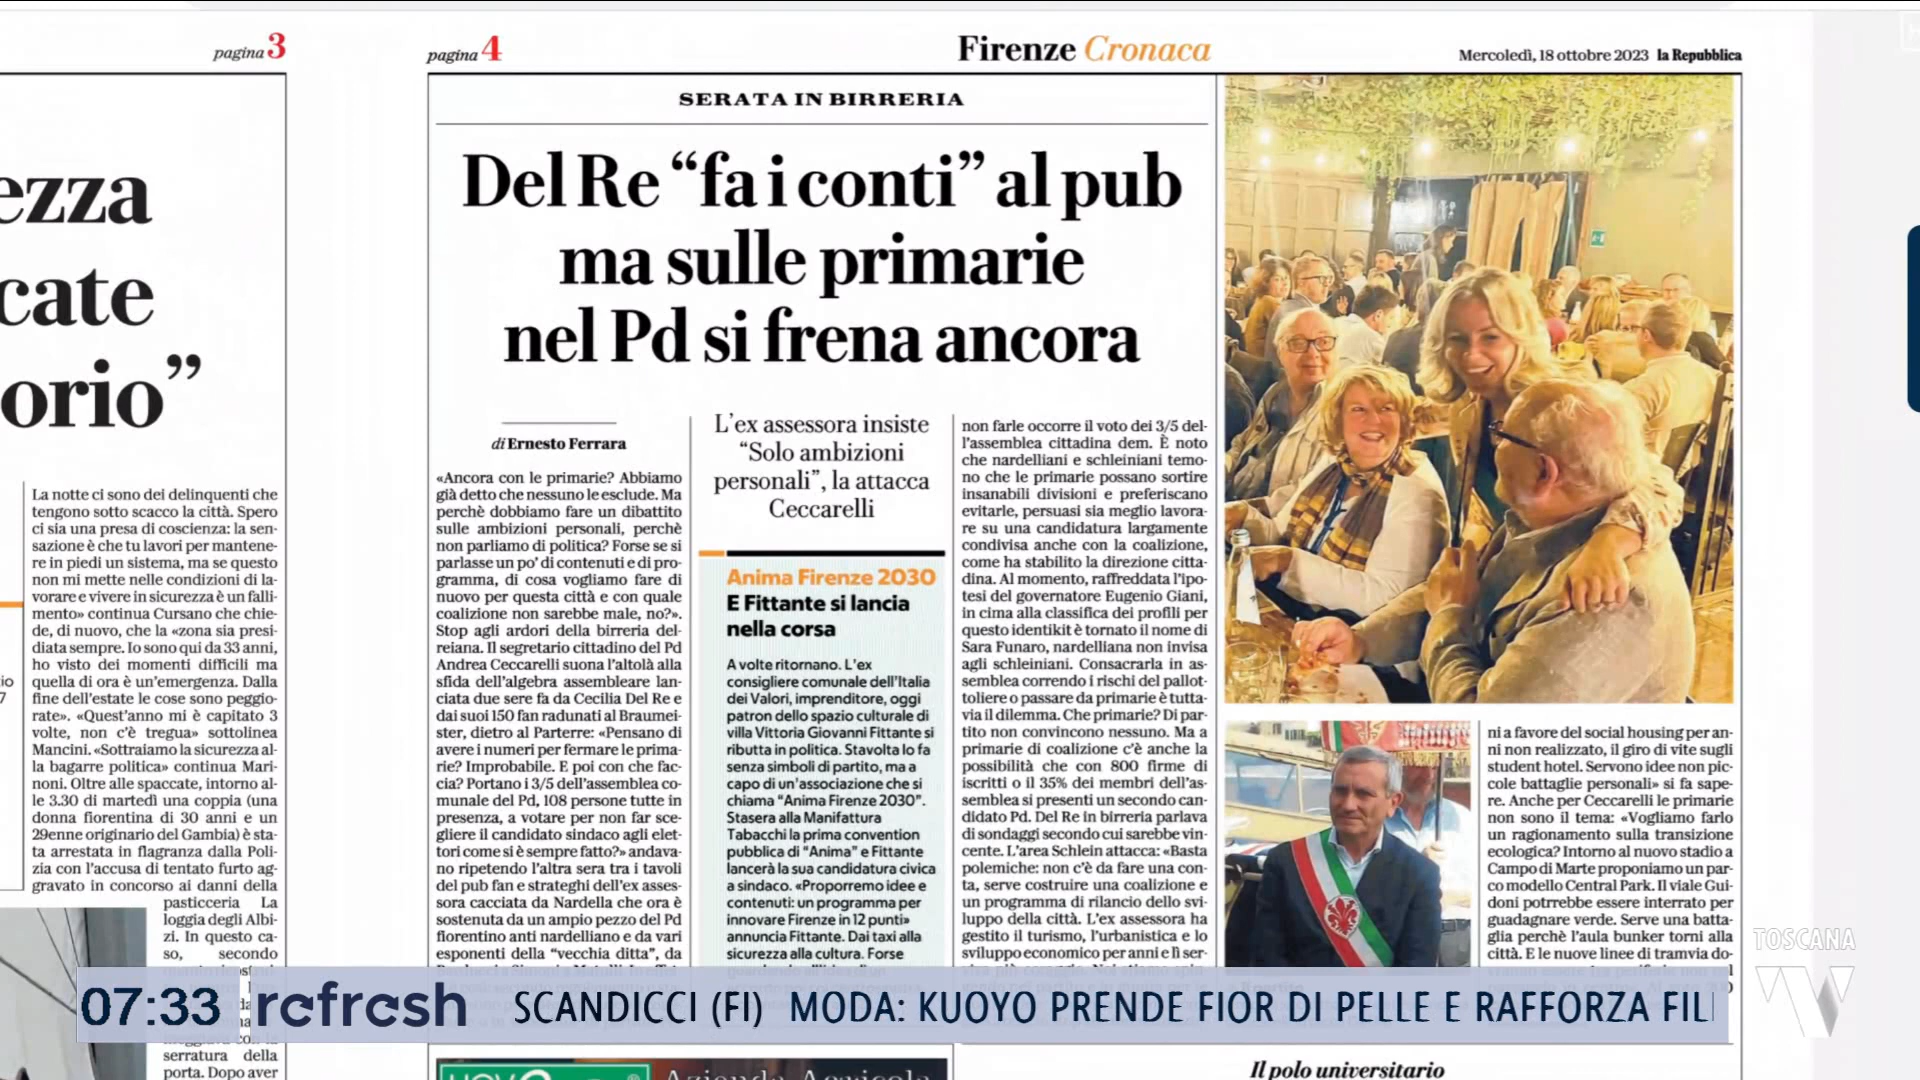 pagina 3
ezza
cate
orio”
La notte ci sono dei delinquenti che
tengono sotto scacco la città. Spero
ci sia una presa di coscienza: la sen-
sazione è che tu lavori per mantene-
re in piedi un sistema, ma se questo
non mi mette nelle condizioni di la-
vorare e vivere in sicurezza è un falli-
mento» continua Cursano che chie-
de, di nuovo, che la «zona sia presi-
diata sempre. Io sono qui da 33 anni,
ho visto dei momenti difficili ma
quella di ora è un'emergenza. Dalla
fine dell'estate le cose sono peggio-
rate». «Quest'anno mi è capitato 3
volte, non c'è tregua» sottolinea
Mancini. «Sottraiamo la sicurezza al-
la bagarre politica» continua Mari-
noni. Oltre alle spaccate, intorno al-
le 3.30 di martedì una coppia (una
donna fiorentina di 30 anni e un
29enne originario del Gambia) è sta-
ta arrestata in flagranza dalla Poli-
zia con l'accusa di tentato furto ag-
gravato in concorso ai danni della
pasticceria La
loggia degli Albi-
zi. In questo ca-
so, secondo
serratura della
porta. Dopo aver
pagina 4
Firenze Cronaca
Mercoledì, 18 ottobre 2023 la Repubblica
SERATA IN BIRRERIA
Del Re “fa i conti” al pub
ma sulle primarie
nel Pd si frena ancora
di Ernesto Ferrara
«Ancora con le primarie? Abbiamo
già detto che nessuno le esclude. Ma
perchè dobbiamo fare un dibattito
sulle ambizioni personali, perchè
non parliamo di politica? Forse se si
parlasse un po' di contenuti e di pro-
gramma, di cosa vogliamo fare di
nuovo per questa città e con quale
coalizione non sarebbe male, no?».
Stop agli ardori della birreria del-
reiana. Il segretario cittadino del Pd
Andrea Ceccarelli suona l'altolà alla
sfida dell'algebra assembleare lan-
ciata due sere fa da Cecilia Del Re e
dai suoi 150 fan radunati al Braumei-
ster, dietro al Parterre: «Pensano di
avere i numeri per fermare le prima-
rie? Improbabile. E poi con che fac-
cia? Portano i 3/5 dell'assemblea co-
munale del Pd, 108 persone tutte in
presenza, a votare per non far sce-
gliere il candidato sindaco agli elet-
tori come si è sempre fatto?» andava-
no ripetendo l'altra sera tra i tavoli
del pub fan e strateghi dell'ex asses-
sora cacciata da Nardella che ora è
sostenuta da un ampio pezzo del Pd
fiorentino anti nardelliano e da vari
esponenti della “vecchia ditta”, da
L'ex assessora insiste
“Solo ambizioni
personali”, la attacca
Ceccarelli
Anima Firenze 2030
E Fittante si lancia
nella corsa
A volte ritornano. L'ex
consigliere comunale dell'Italia
dei Valori, imprenditore, oggi
patron dello spazio culturale di
villa Vittoria Giovanni Fittante si
ributta in politica. Stavolta lo fa
senza simboli di partito, ma a
capo di un'associazione che si
chiama “Anima Firenze 2030”.
Stasera alla Manifattura
Tabacchi la prima convention
pubblica di “Anima” e Fittante
lancerà la sua candidatura civica
a sindaco. «Proporremo idee e
contenuti: un programma per
innovare Firenze in 12 punti»
annuncia Fittante. Dai taxi alla
sicurezza alla cultura. Forse
non farle occorre il voto dei 3/5 del-
l'assemblea cittadina dem. È noto
che nardelliani e schleiniani temo-
no che le primarie possano sortire
insanabili divisioni e preferiscano
evitarle, persuasi sia meglio lavora-
re su una candidatura largamente
condivisa anche con la coalizione,
come ha stabilito la direzione citta-
dina. Al momento, raffreddata l'ipo-
tesi del governatore Eugenio Giani,
in cima alla classifica dei profili per
questo identikit è tornato il nome di
Sara Funaro, nardelliana non invisa
agli schleiniani. Consacrarla in as-
semblea correndo i rischi del pallot-
toliere o passare da primarie è tutta-
via il dilemma. Che primarie? Di par-
tito non convincono nessuno. Ma a
primarie di coalizione c'è anche la
possibilità che con 800 firme di
iscritti o il 35% dei membri dell'as-
semblea si presenti un secondo can-
didato Pd. Del Re in birreria parlava
di sondaggi secondo cui sarebbe vin-
cente. L'area Schlein attacca: «Basta
polemiche: non c'è da fare una con-
ta, serve costruire una coalizione e
un programma di rilancio dello svi-
luppo della città. L'ex assessora ha
gestito il turismo, l'urbanistica e lo
sviluppo economico per anni e lì ser-
ni a favore del social housing per an-
ni non realizzato, il giro di vite sugli
student hotel. Servono idee non pic-
cole battaglie personali» si fa sape-
re. Anche per Ceccarelli le primarie
non sono il tema: «Vogliamo farlo
un ragionamento sulla transizione
ecologica? Intorno al nuovo stadio a
Campo di Marte proponiamo un par-
co modello Central Park. Il viale Gui-
doni potrebbe essere interrato per
guadagnare verde. Serve una batta-
glia perchè l'aula bunker torni alla
città. E le nuove linee di tramvia do-
TOSCANA
TV
07:33 refresh SCANDICCI (FI) MODA: KUOYO PRENDE FIOR DI PELLE E RAFFORZA FILI
Azienda Agricola
Il polo universitario